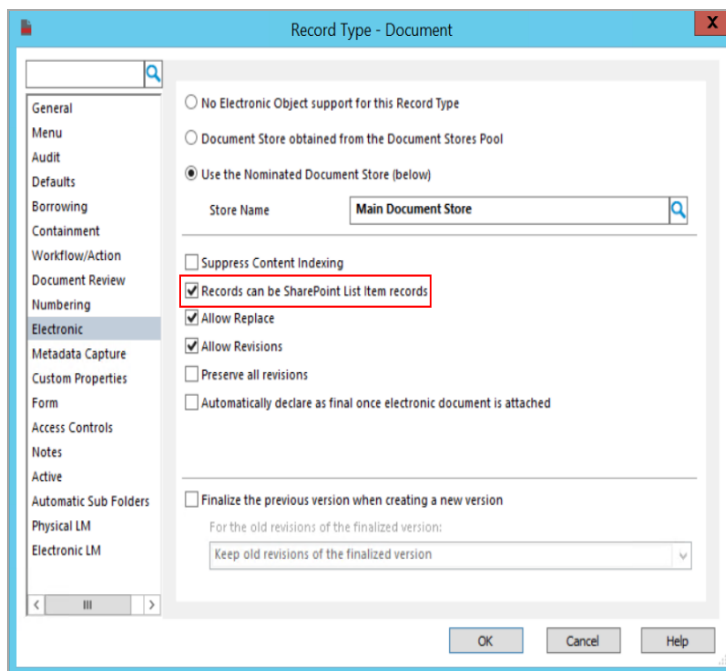 Record Type - Document
X
General
Menu
Audit
Defaults
Borrowing
Containment
Workflow/Action
Document Review
Numbering
Electronic
Metadata Capture
Custom Properties
Form
Access Controls
Notes
Active
Automatic Sub Folders
Physical LM
Electronic LM
No Electronic Object support for this Record Type
Document Store obtained from the Document Stores Pool
Use the Nominated Document Store (below)
Store Name
Main Document Store
Suppress Content Indexing
Records can be SharePoint List Item records
Allow Replace
Allow Revisions
Preserve all revisions
Automatically declare as final once electronic document is attached
Finalize the previous version when creating a new version
For the old revisions of the finalized version:
Keep old revisions of the finalized version
OK
Cancel
Help